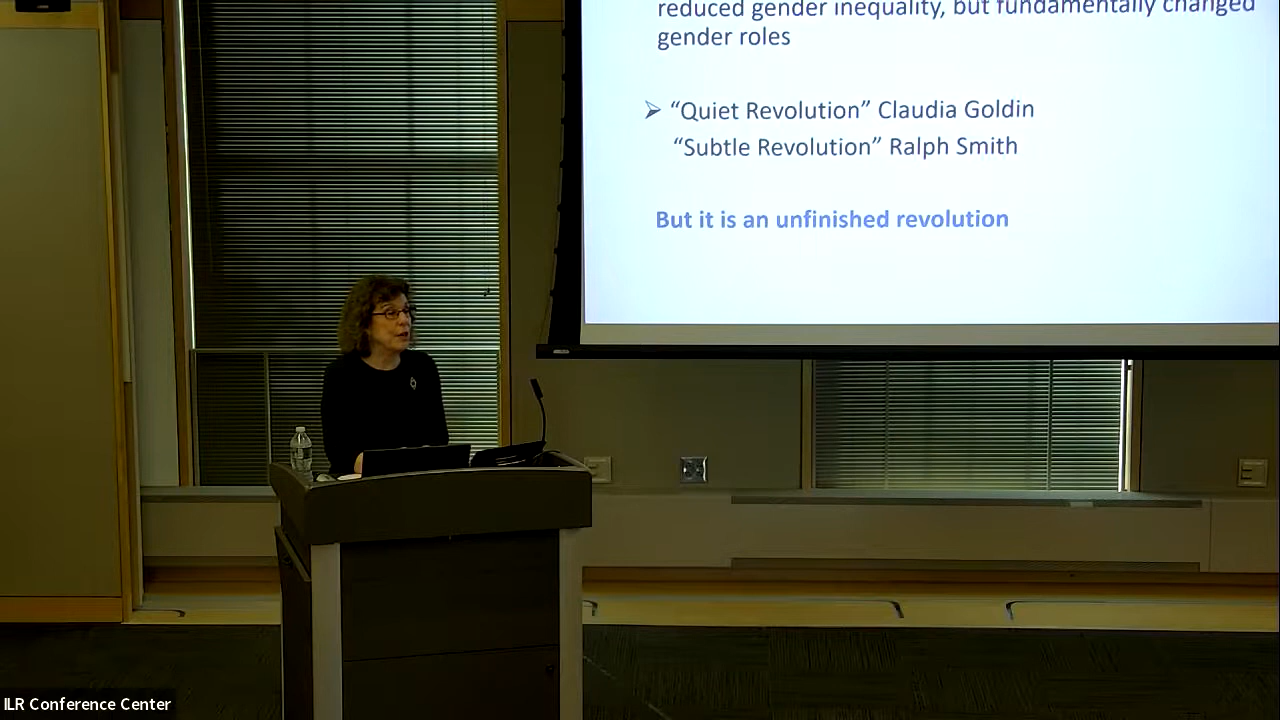 reduced gender inequality, but fundamentally changed
gender roles
➢ “Quiet Revolution” Claudia Goldin
“Subtle Revolution” Ralph Smith
But it is an unfinished revolution
ILR Conference Center